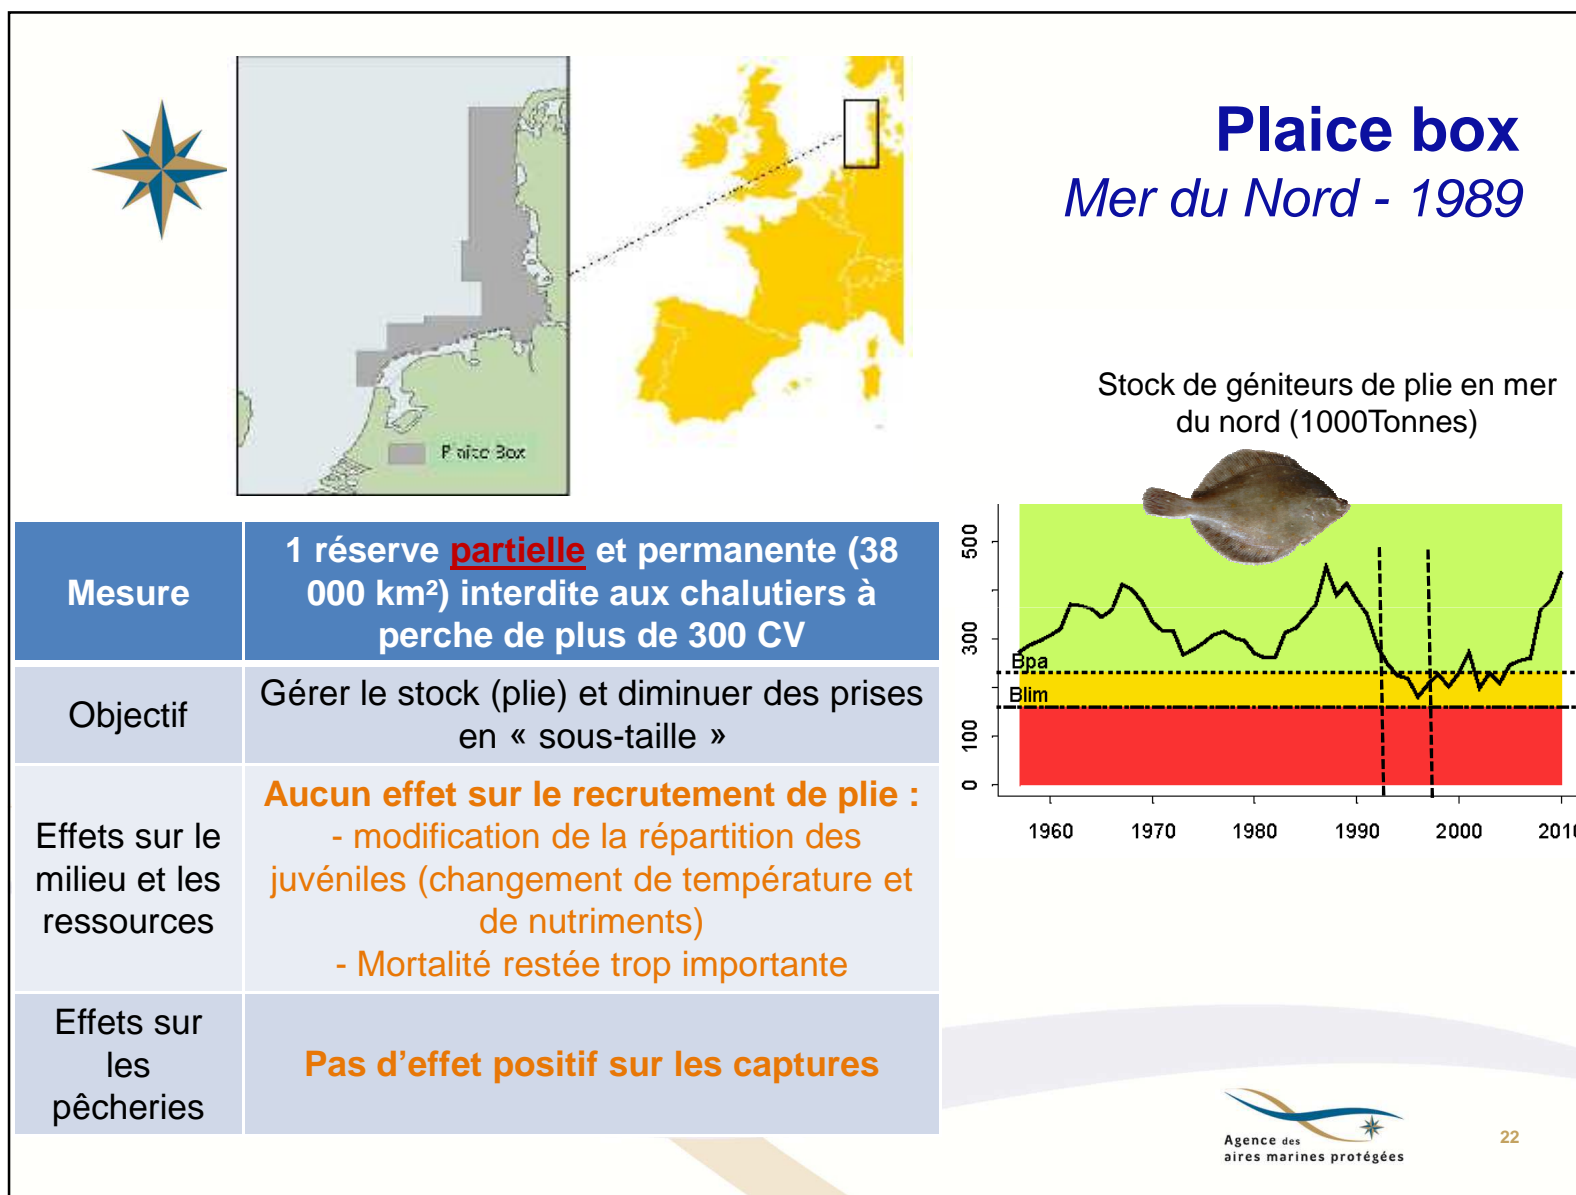 Plaice box
Mer du Nord - 1989
Plaice Box
Stock de géniteurs de plie en mer
du nord (1000Tonnes)
500
300
100
0
Bpa
Blim
1960 1970 1980 1990 2000 2010
Mesure
1 réserve partielle et permanente (38
000 km²) interdite aux chalutiers à
perche de plus de 300 CV
Objectif
Gérer le stock (plie) et diminuer des prises
en « sous-taille »
Effets sur le
milieu et les
ressources
Aucun effet sur le recrutement de plie :
- modification de la répartition des
juvéniles (changement de température et
de nutriments)
- Mortalité restée trop importante
Effets sur
les
pêcheries
Pas d’effet positif sur les captures
Agence des
aires marines protégées
22